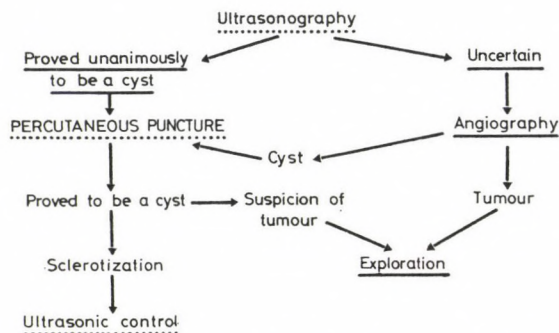 Ultrasonography
Proved unanimously
to be a cyst
Uncertain
PERCUTANEOUS PUNCTURE
Angiography
Cyst
Proved to be a cyst
Suspicion of
tumour
Tumour
Sclerotization
Exploration
Ultrasonic control